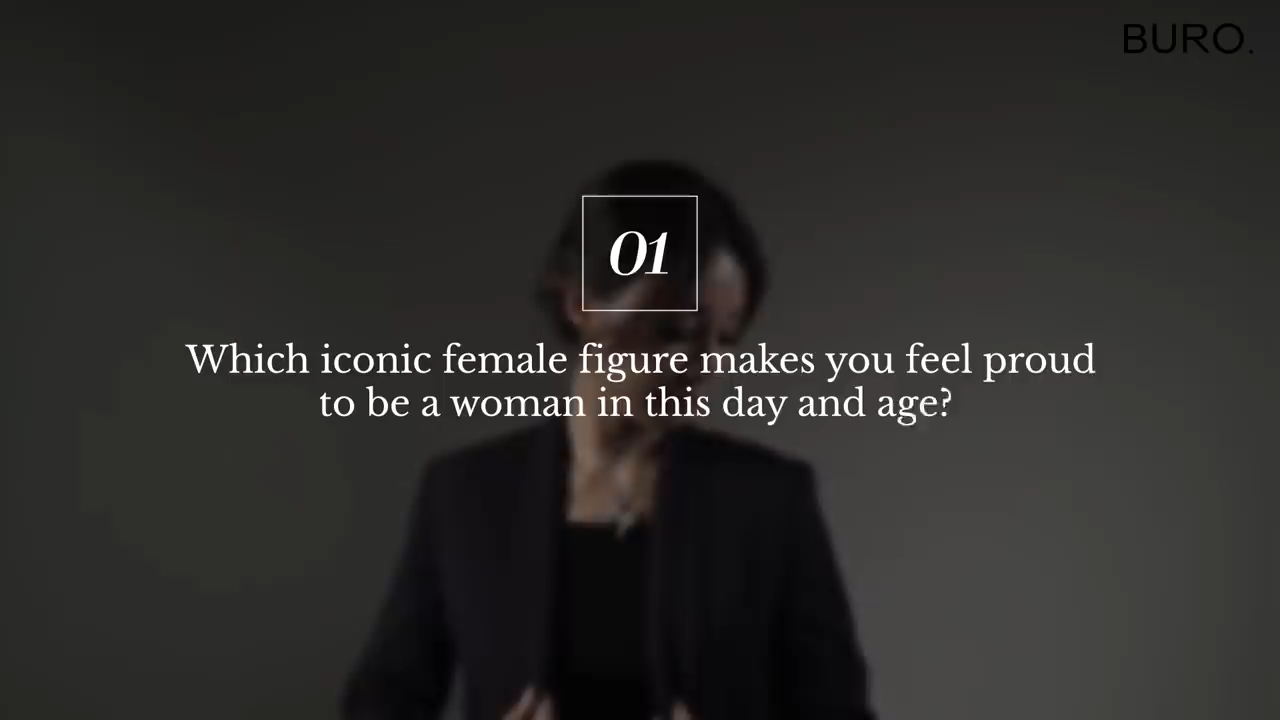 BURO.
01
Which iconic female figure makes you feel proud
to be a woman in this day and age?